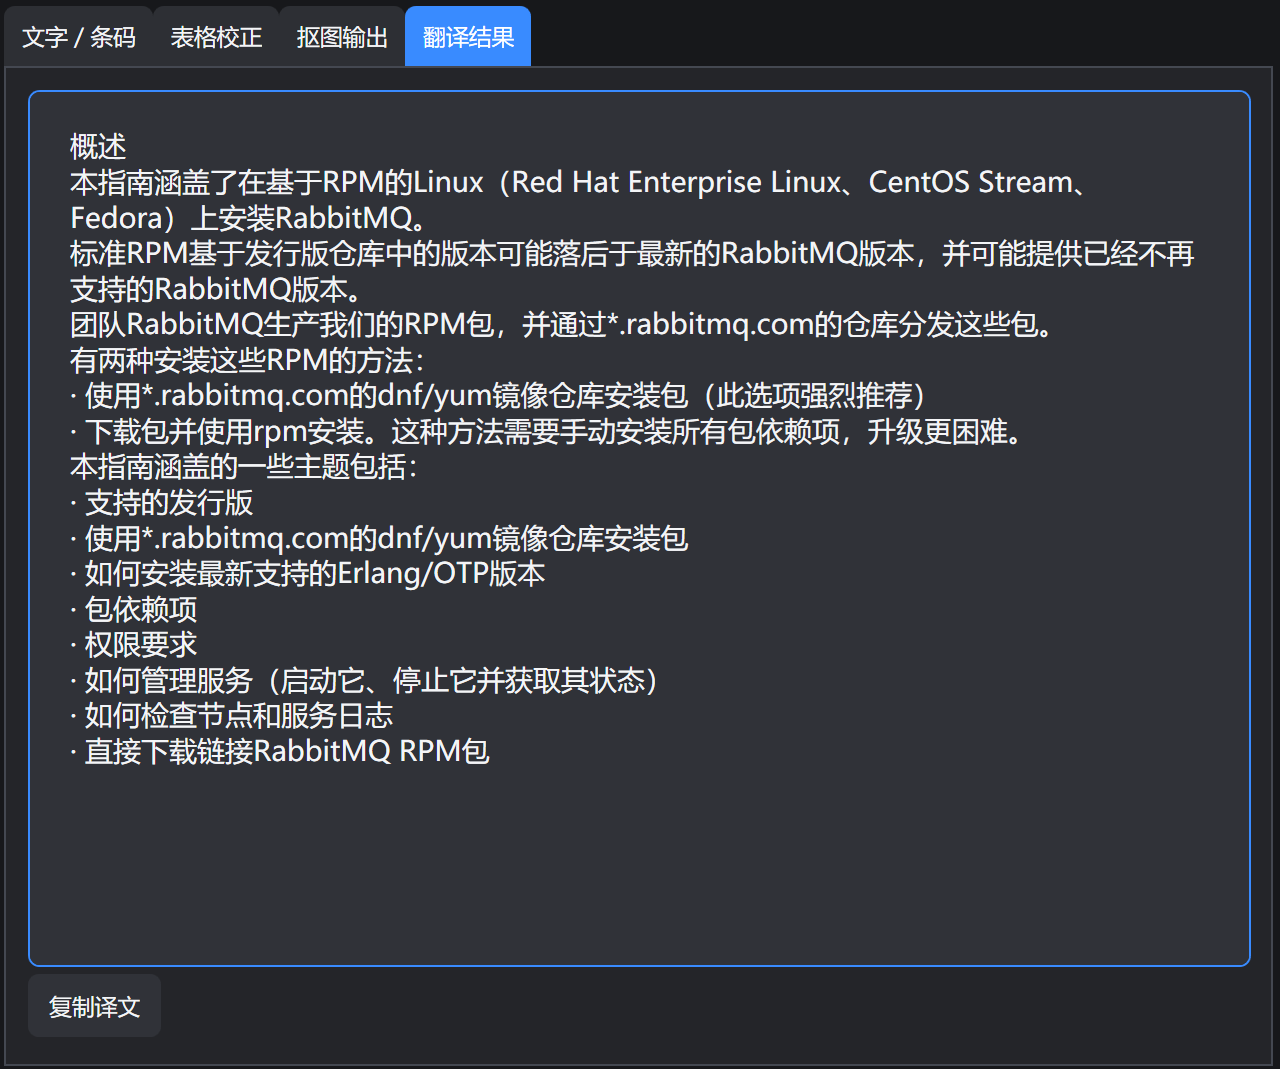 文字 / 条码
表格校正
抠图输出
翻译结果
概述
本指南涵盖了在基于RPM的Linux（Red Hat Enterprise Linux、CentOS Stream、
Fedora）上安装RabbitMQ。
标准RPM基于发行版仓库中的版本可能落后于最新的RabbitMQ版本，并可能提供已经不再
支持的RabbitMQ版本。
团队RabbitMQ生产我们的RPM包，并通过*.rabbitmq.com的仓库分发这些包。
有两种安装这些RPM的方法：
· 使用*.rabbitmq.com的dnf/yum镜像仓库安装包（此选项强烈推荐）
· 下载包并使用rpm安装。这种方法需要手动安装所有包依赖项，升级更困难。
本指南涵盖的一些主题包括：
· 支持的发行版
· 使用*.rabbitmq.com的dnf/yum镜像仓库安装包
· 如何安装最新支持的Erlang/OTP版本
· 包依赖项
· 权限要求
· 如何管理服务（启动它、停止它并获取其状态）
· 如何检查节点和服务日志
· 直接下载链接RabbitMQ RPM包
复制译文